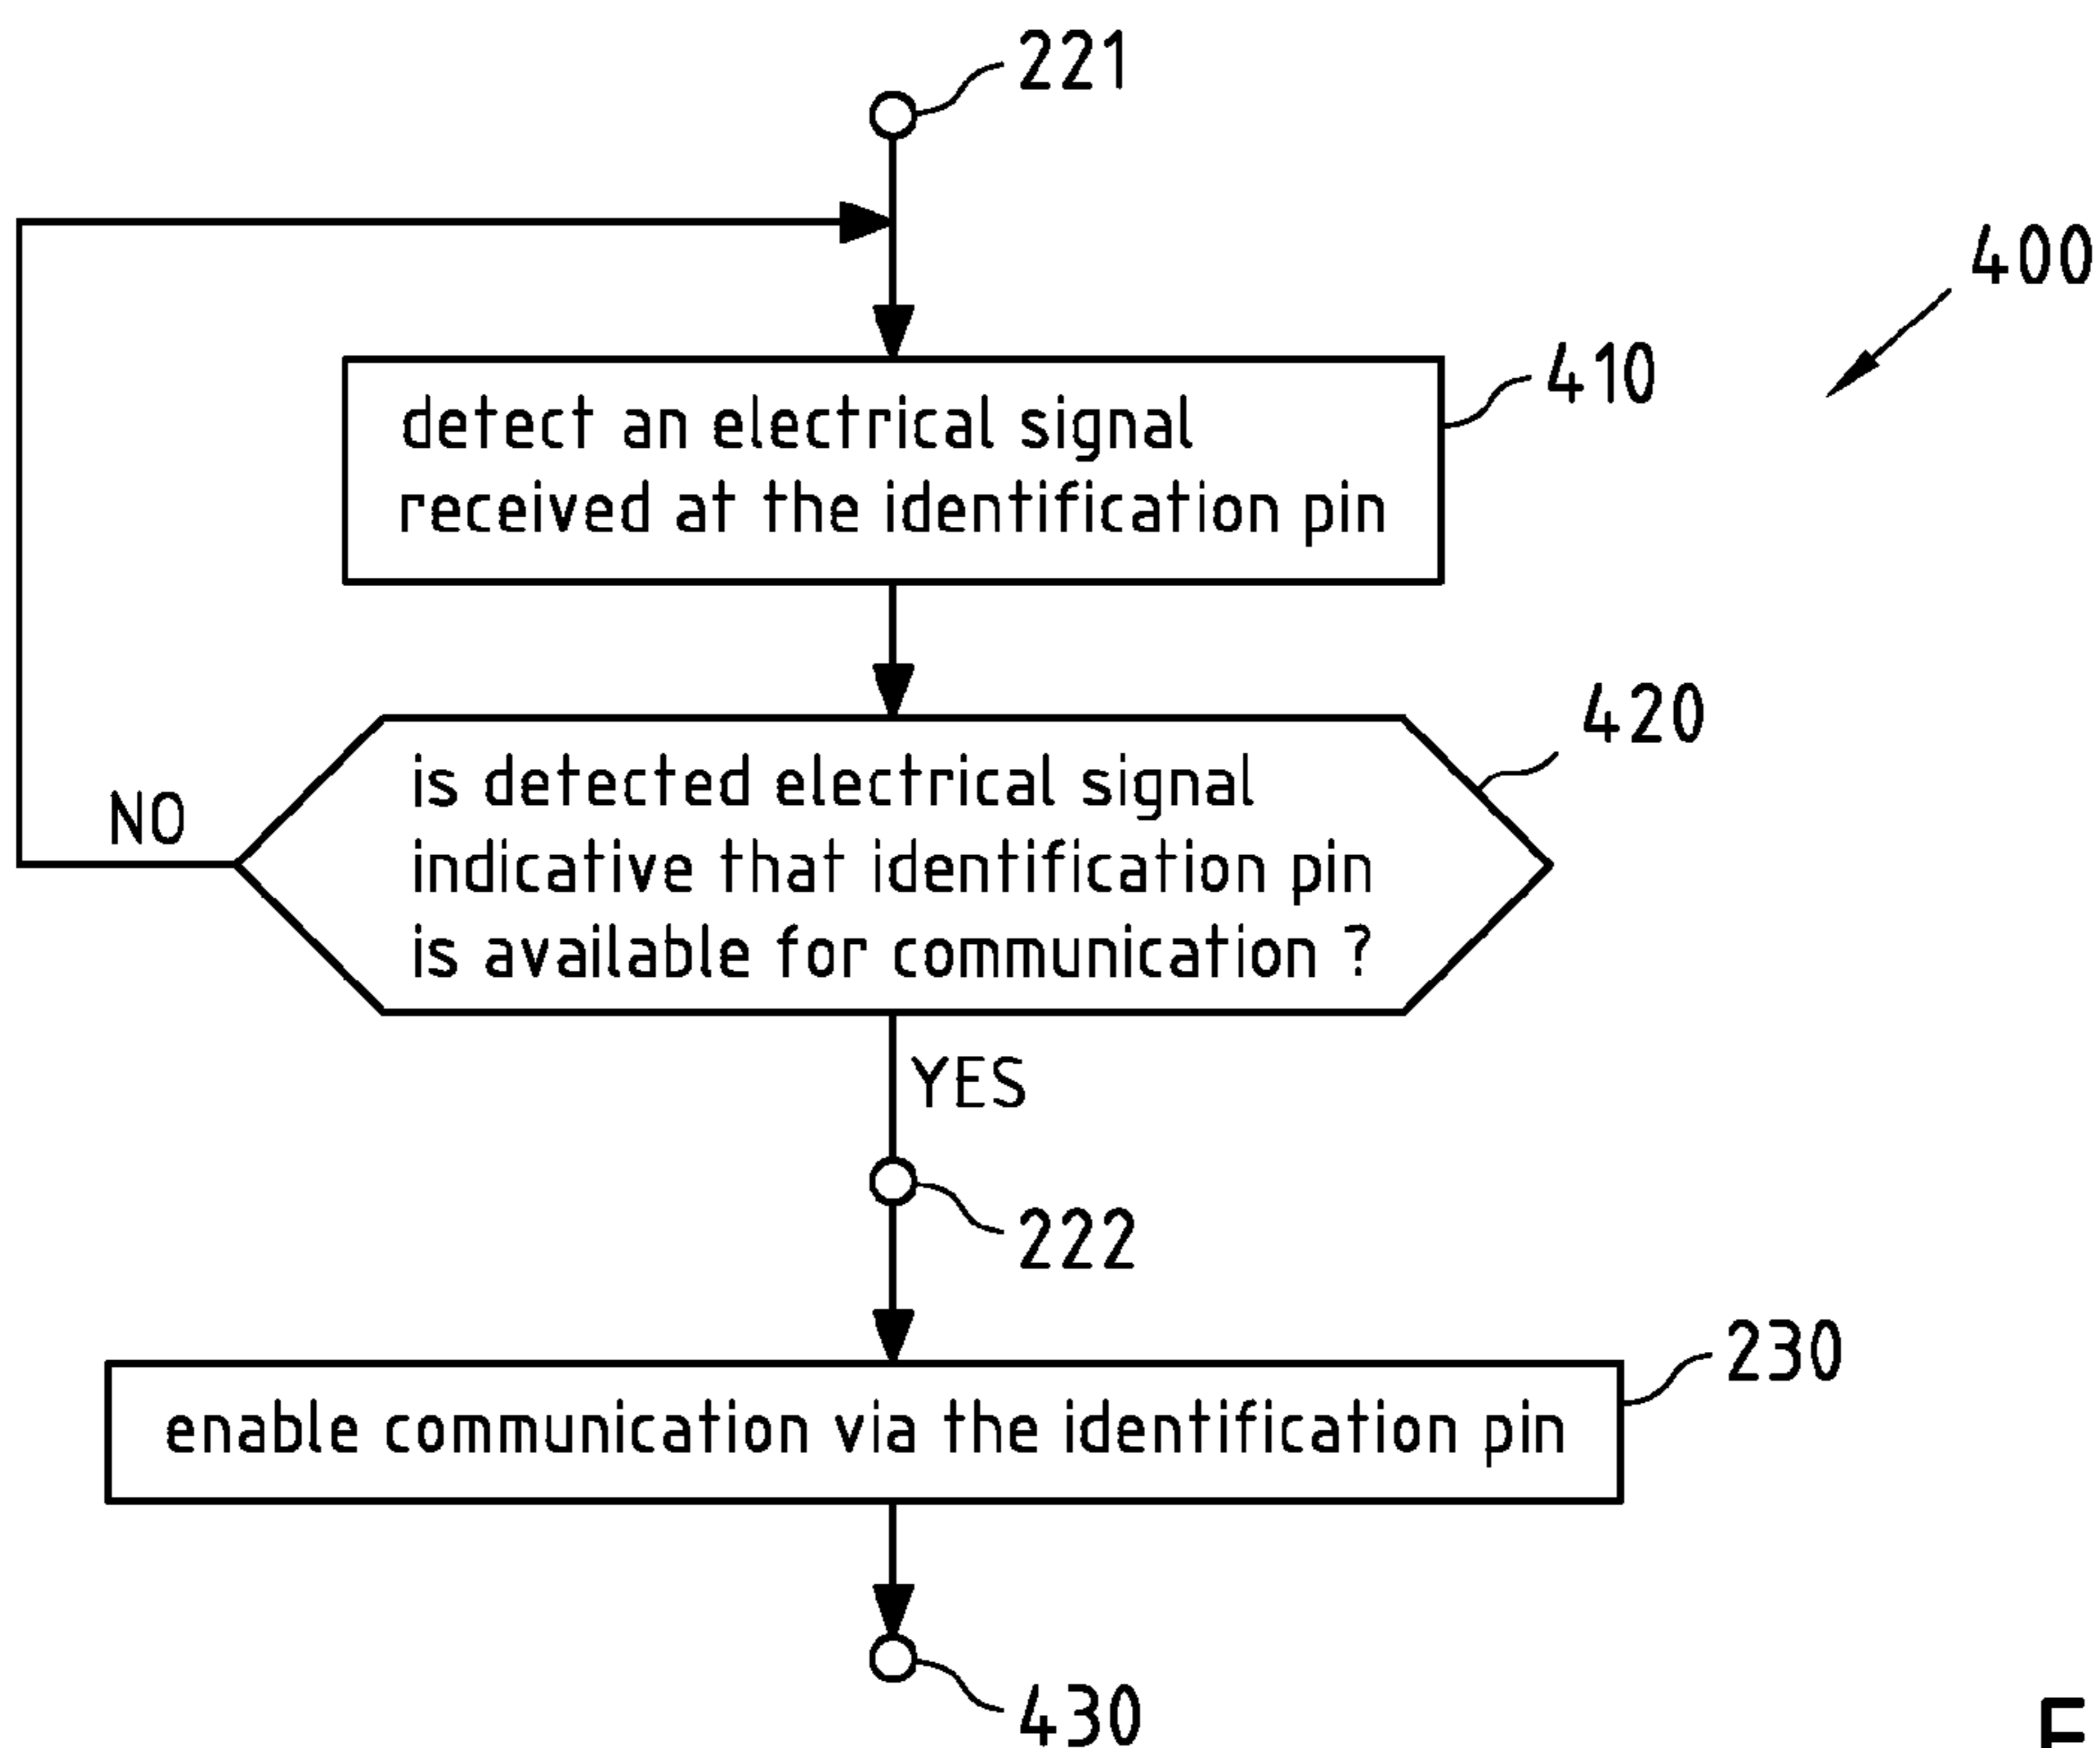 221
400
410
detect an electrical signal
received at the identification pin
420
is detected electrical signal
indicative that identification pin
is available for communication ?
NO
YES
222
230
enable communication via the identification pin
430